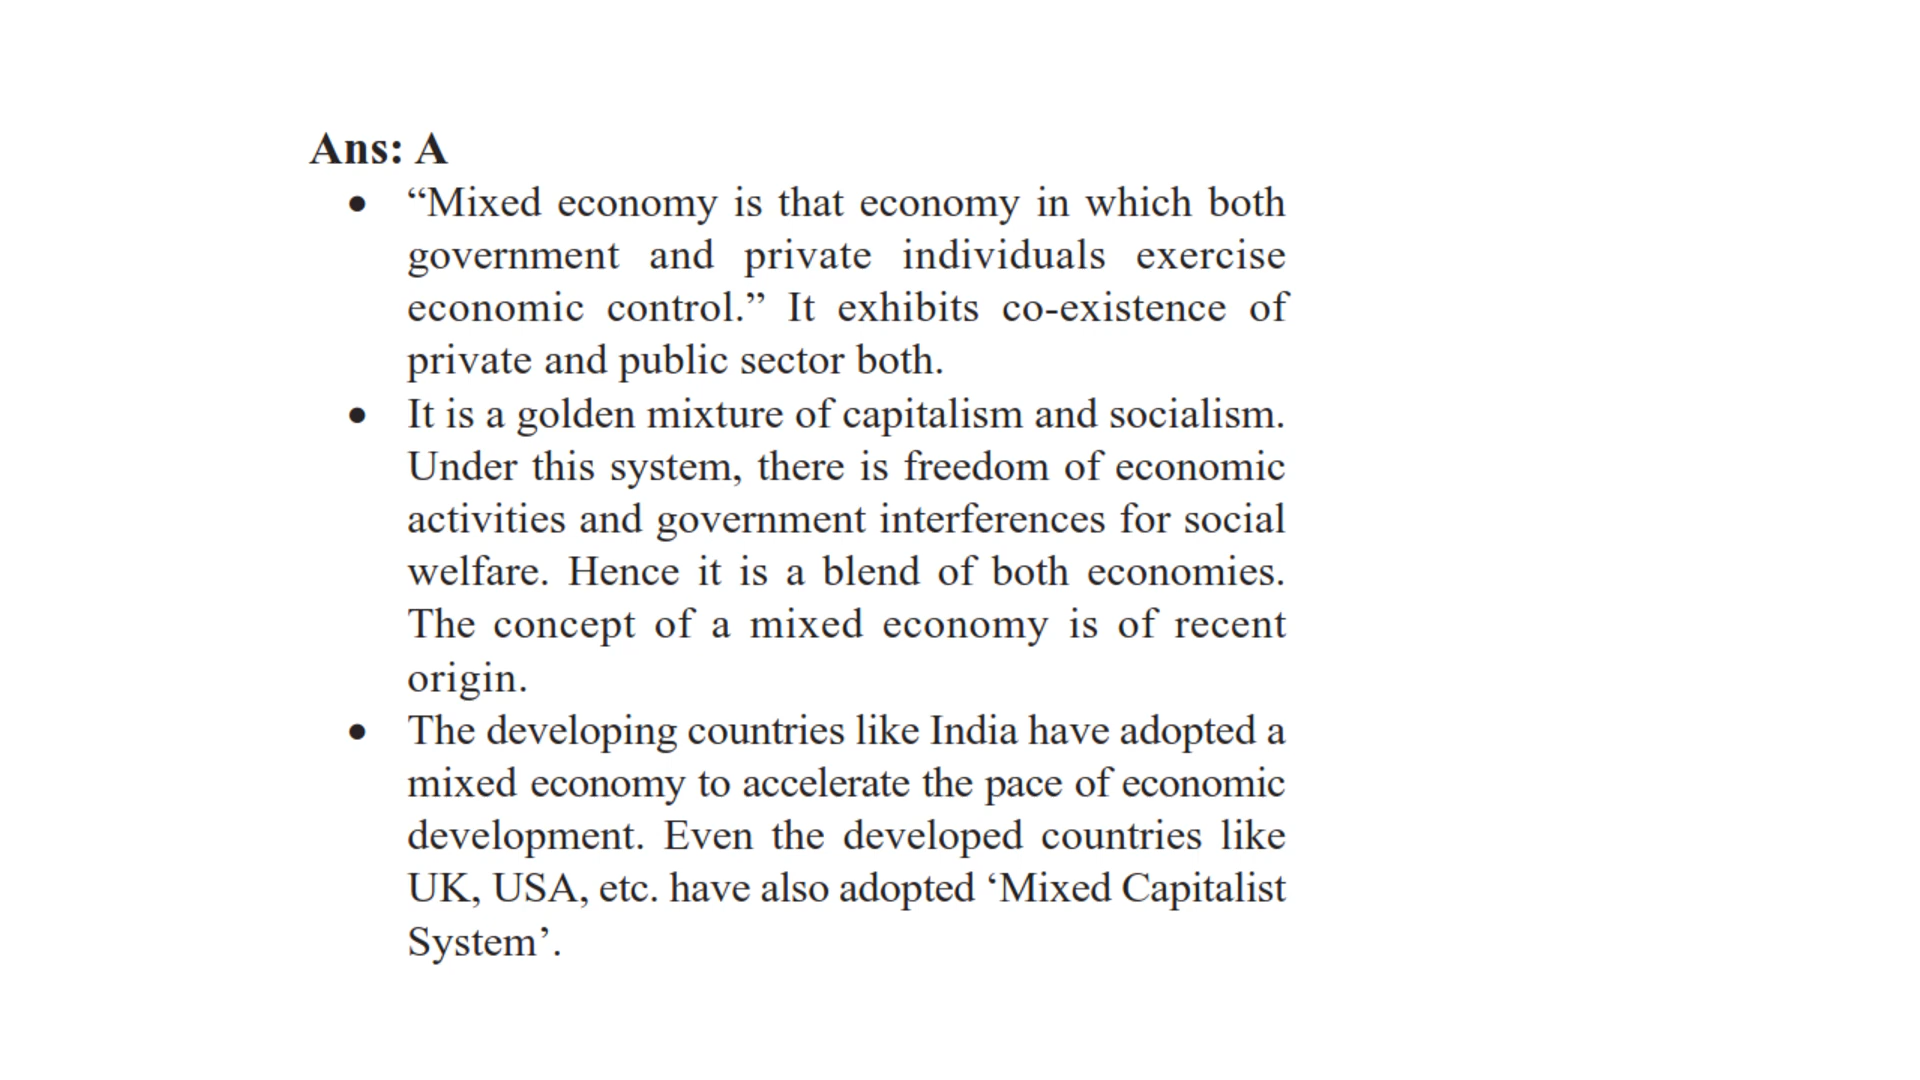 Ans: A
• “Mixed economy is that economy in which both
government and private individuals exercise
economic control.” It exhibits co-existence of
private and public sector both.
• It is a golden mixture of capitalism and socialism.
Under this system, there is freedom of economic
activities and government interferences for social
welfare. Hence it is a blend of both economies.
The concept of a mixed economy is of recent
origin.
• The developing countries like India have adopted a
mixed economy to accelerate the pace of economic
development. Even the developed countries like
UK, USA, etc. have also adopted ‘Mixed Capitalist
System’.